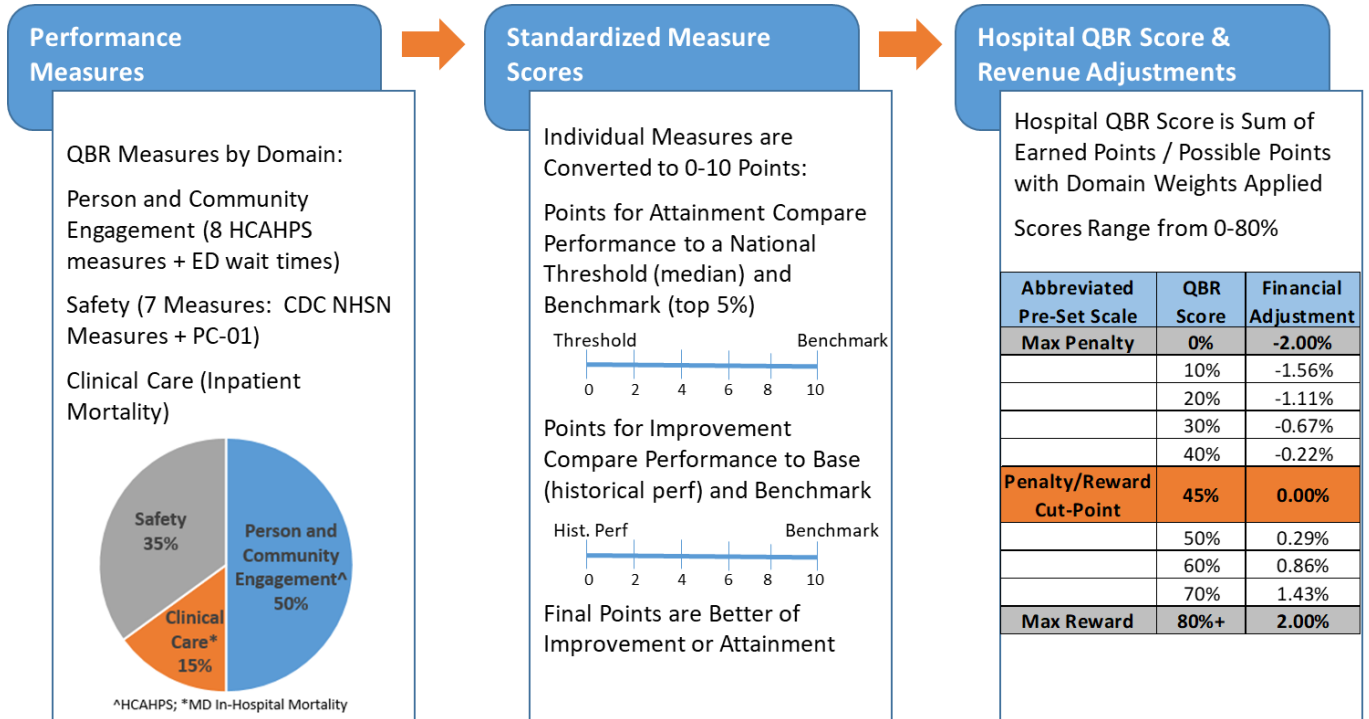 Performance
Measures
QBR Measures by Domain:
Person and Community
Engagement (8 HCAHPS
measures + ED wait times)
Safety (7 Measures:  CDC NHSN
Measures + PC-01)
Clinical Care (Inpatient
Mortality)
Safety
35%
Person and
Community
Engagement^
50%
Clinical
Care*
15%
^HCAHPS; *MD In-Hospital Mortality
Standardized Measure
Scores
Individual Measures are
Converted to 0-10 Points:
Points for Attainment Compare
Performance to a National
Threshold (median) and
Benchmark (top 5%)
Threshold Benchmark
0 2 4 6 8 10
Points for Improvement
Compare Performance to Base
(historical perf) and Benchmark
Hist. Perf Benchmark
0 2 4 6 8 10
Final Points are Better of
Improvement or Attainment
Hospital QBR Score &
Revenue Adjustments
Hospital QBR Score is Sum of
Earned Points / Possible Points
with Domain Weights Applied
Scores Range from 0-80%
Abbreviated QBR Financial
Pre-Set Scale Score Adjustment
Max Penalty 0% -2.00%
10% -1.56%
20% -1.11%
30% -0.67%
40% -0.22%
Penalty/Reward
Cut-Point 45% 0.00%
50% 0.29%
60% 0.86%
70% 1.43%
Max Reward 80%+ 2.00%